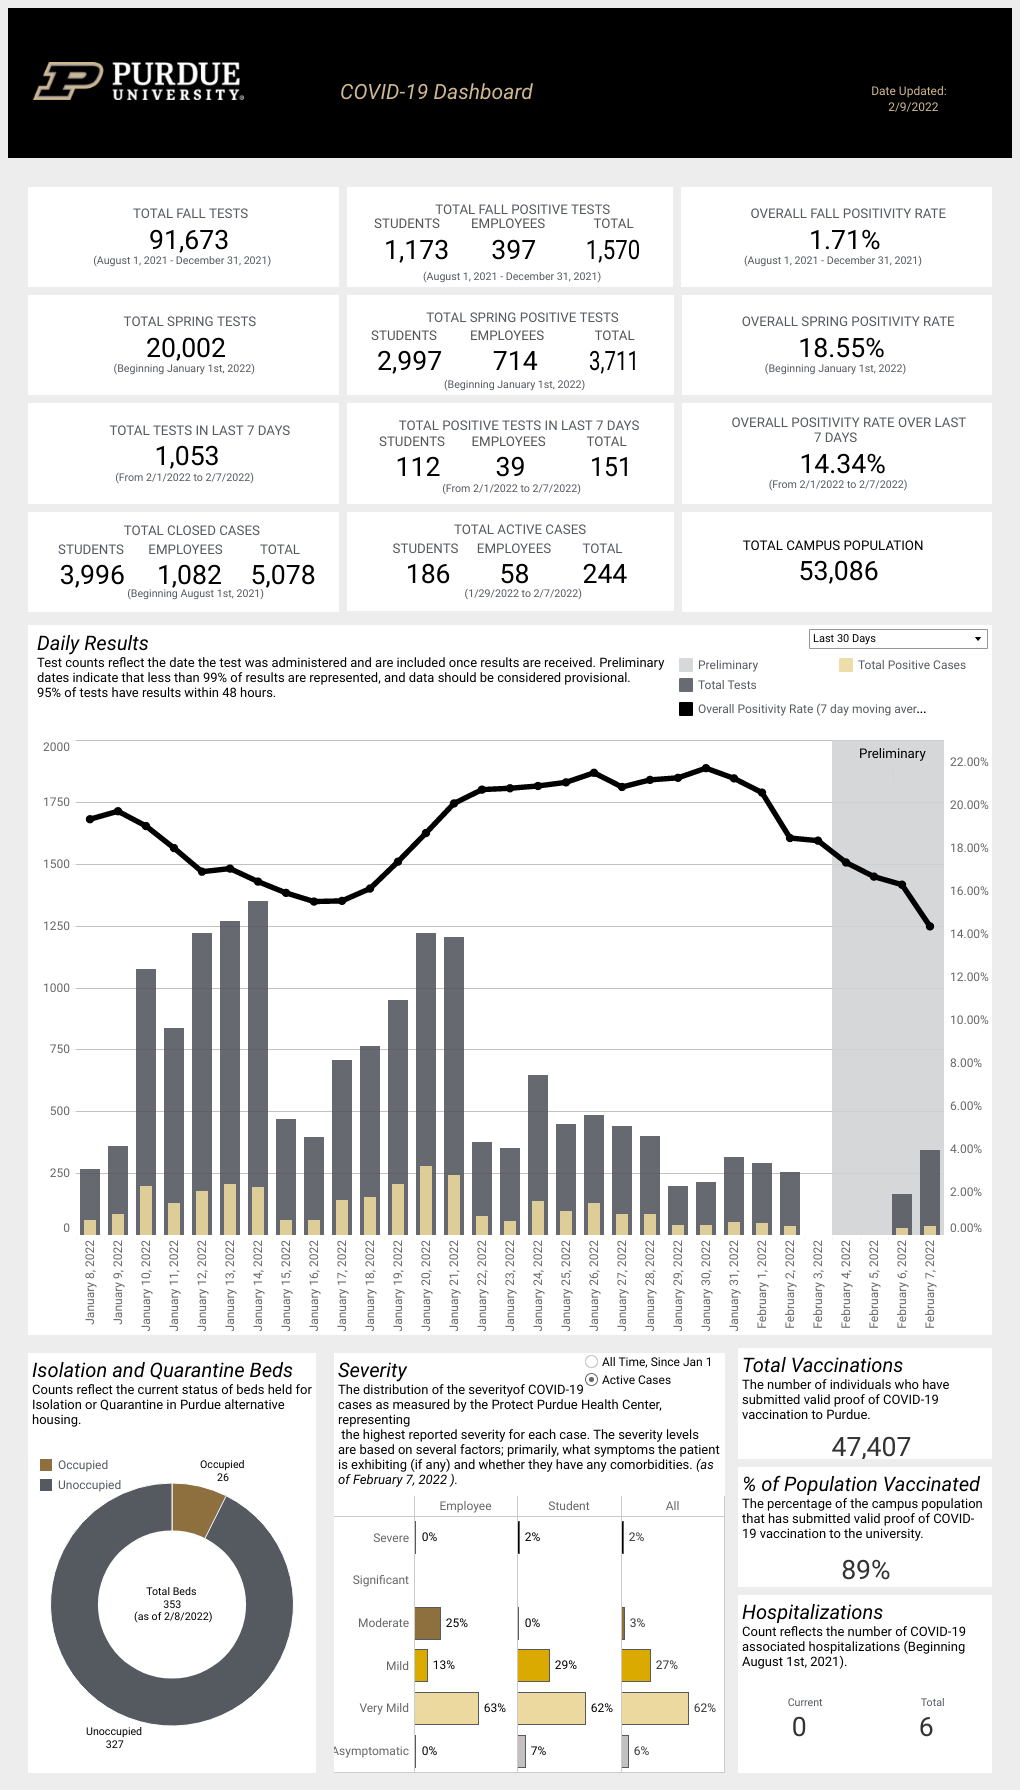 PURDUE
UNIVERSITY®
COVID-19 Dashboard
Date Updated:
2/9/2022
TOTAL FALL TESTS
91,673
(August 1, 2021 - December 31, 2021)
TOTAL FALL POSITIVE TESTS
STUDENTS EMPLOYEES TOTAL
1,173 397 1,570
(August 1, 2021 - December 31, 2021)
OVERALL FALL POSITIVITY RATE
1.71%
(August 1, 2021 - December 31, 2021)
TOTAL SPRING TESTS
20,002
(Beginning January 1st, 2022)
TOTAL SPRING POSITIVE TESTS
STUDENTS EMPLOYEES TOTAL
2,997 714 3,711
(Beginning January 1st, 2022)
OVERALL SPRING POSITIVITY RATE
18.55%
(Beginning January 1st, 2022)
TOTAL TESTS IN LAST 7 DAYS
1,053
(From 2/1/2022 to 2/7/2022)
TOTAL POSITIVE TESTS IN LAST 7 DAYS
STUDENTS EMPLOYEES TOTAL
112 39 151
(From 2/1/2022 to 2/7/2022)
OVERALL POSITIVITY RATE OVER LAST
7 DAYS
14.34%
(From 2/1/2022 to 2/7/2022)
TOTAL CLOSED CASES
STUDENTS EMPLOYEES TOTAL
3,996 1,082 5,078
(Beginning August 1st, 2021)
TOTAL ACTIVE CASES
STUDENTS EMPLOYEES TOTAL
186 58 244
(1/29/2022 to 2/7/2022)
TOTAL CAMPUS POPULATION
53,086
Daily Results
Test counts reflect the date the test was administered and are included once results are received. Preliminary
dates indicate that less than 99% of results are represented, and data should be considered provisional.
95% of tests have results within 48 hours.
Last 30 Days
Preliminary
Total Positive Cases
Total Tests
Overall Positivity Rate (7 day moving aver...
Preliminary
2000
1750
1500
1250
1000
750
500
250
0
22.00%
20.00%
18.00%
16.00%
14.00%
12.00%
10.00%
8.00%
6.00%
4.00%
2.00%
0.00%
January 8, 2022
January 9, 2022
January 10, 2022
January 11, 2022
January 12, 2022
January 13, 2022
January 14, 2022
January 15, 2022
January 16, 2022
January 17, 2022
January 18, 2022
January 19, 2022
January 20, 2022
January 21, 2022
January 22, 2022
January 23, 2022
January 24, 2022
January 25, 2022
January 26, 2022
January 27, 2022
January 28, 2022
January 29, 2022
January 30, 2022
January 31, 2022
February 1, 2022
February 2, 2022
February 3, 2022
February 4, 2022
February 5, 2022
February 6, 2022
February 7, 2022
Isolation and Quarantine Beds
Counts reflect the current status of beds held for
Isolation or Quarantine in Purdue alternative
housing.
Occupied
Unoccupied
Occupied
26
Total Beds
353
(as of 2/8/2022)
Unoccupied
327
Severity
All Time, Since Jan 1
Active Cases
The distribution of the severityof COVID-19
cases as measured by the Protect Purdue Health Center,
representing
the highest reported severity for each case. The severity levels
are based on several factors; primarily, what symptoms the patient
is exhibiting (if any) and whether they have any comorbidities. (as
of February 7, 2022 ).
Employee Student All
Severe 0% 2% 2%
Significant
Moderate 25% 0% 3%
Mild 13% 29% 27%
Very Mild 63% 62% 62%
Asymptomatic 0% 7% 6%
Total Vaccinations
The number of individuals who have
submitted valid proof of COVID-19
vaccination to Purdue.
47,407
% of Population Vaccinated
The percentage of the campus population
that has submitted valid proof of COVID-
19 vaccination to the university.
89%
Hospitalizations
Count reflects the number of COVID-19
associated hospitalizations (Beginning
August 1st, 2021).
Current Total
0 6